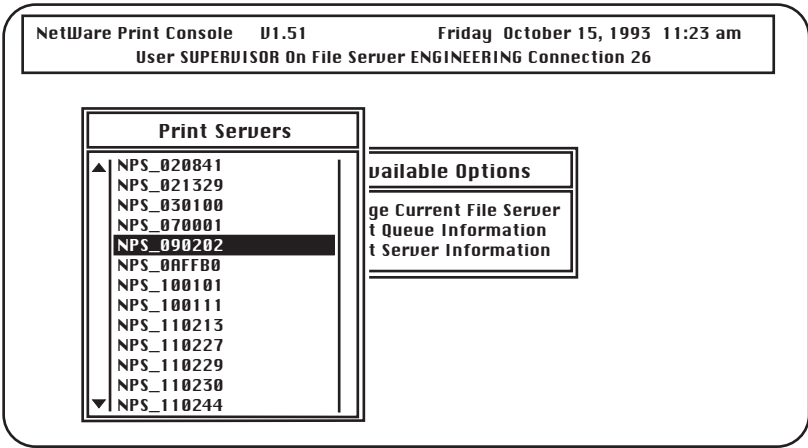 NetWare Print Console V1.51 Friday October 15, 1993 11:23 am
User SUPERVISOR On File Server ENGINEERING Connection 26
Print Servers
NPS_020841
NPS_021329
NPS_030100
NPS_070001
NPS_090202
NPS_0AFFB0
NPS_100101
NPS_100111
NPS_110213
NPS_110227
NPS_110229
NPS_110230
NPS_110244
vailable Options
ge Current File Server
t Queue Information
t Server Information